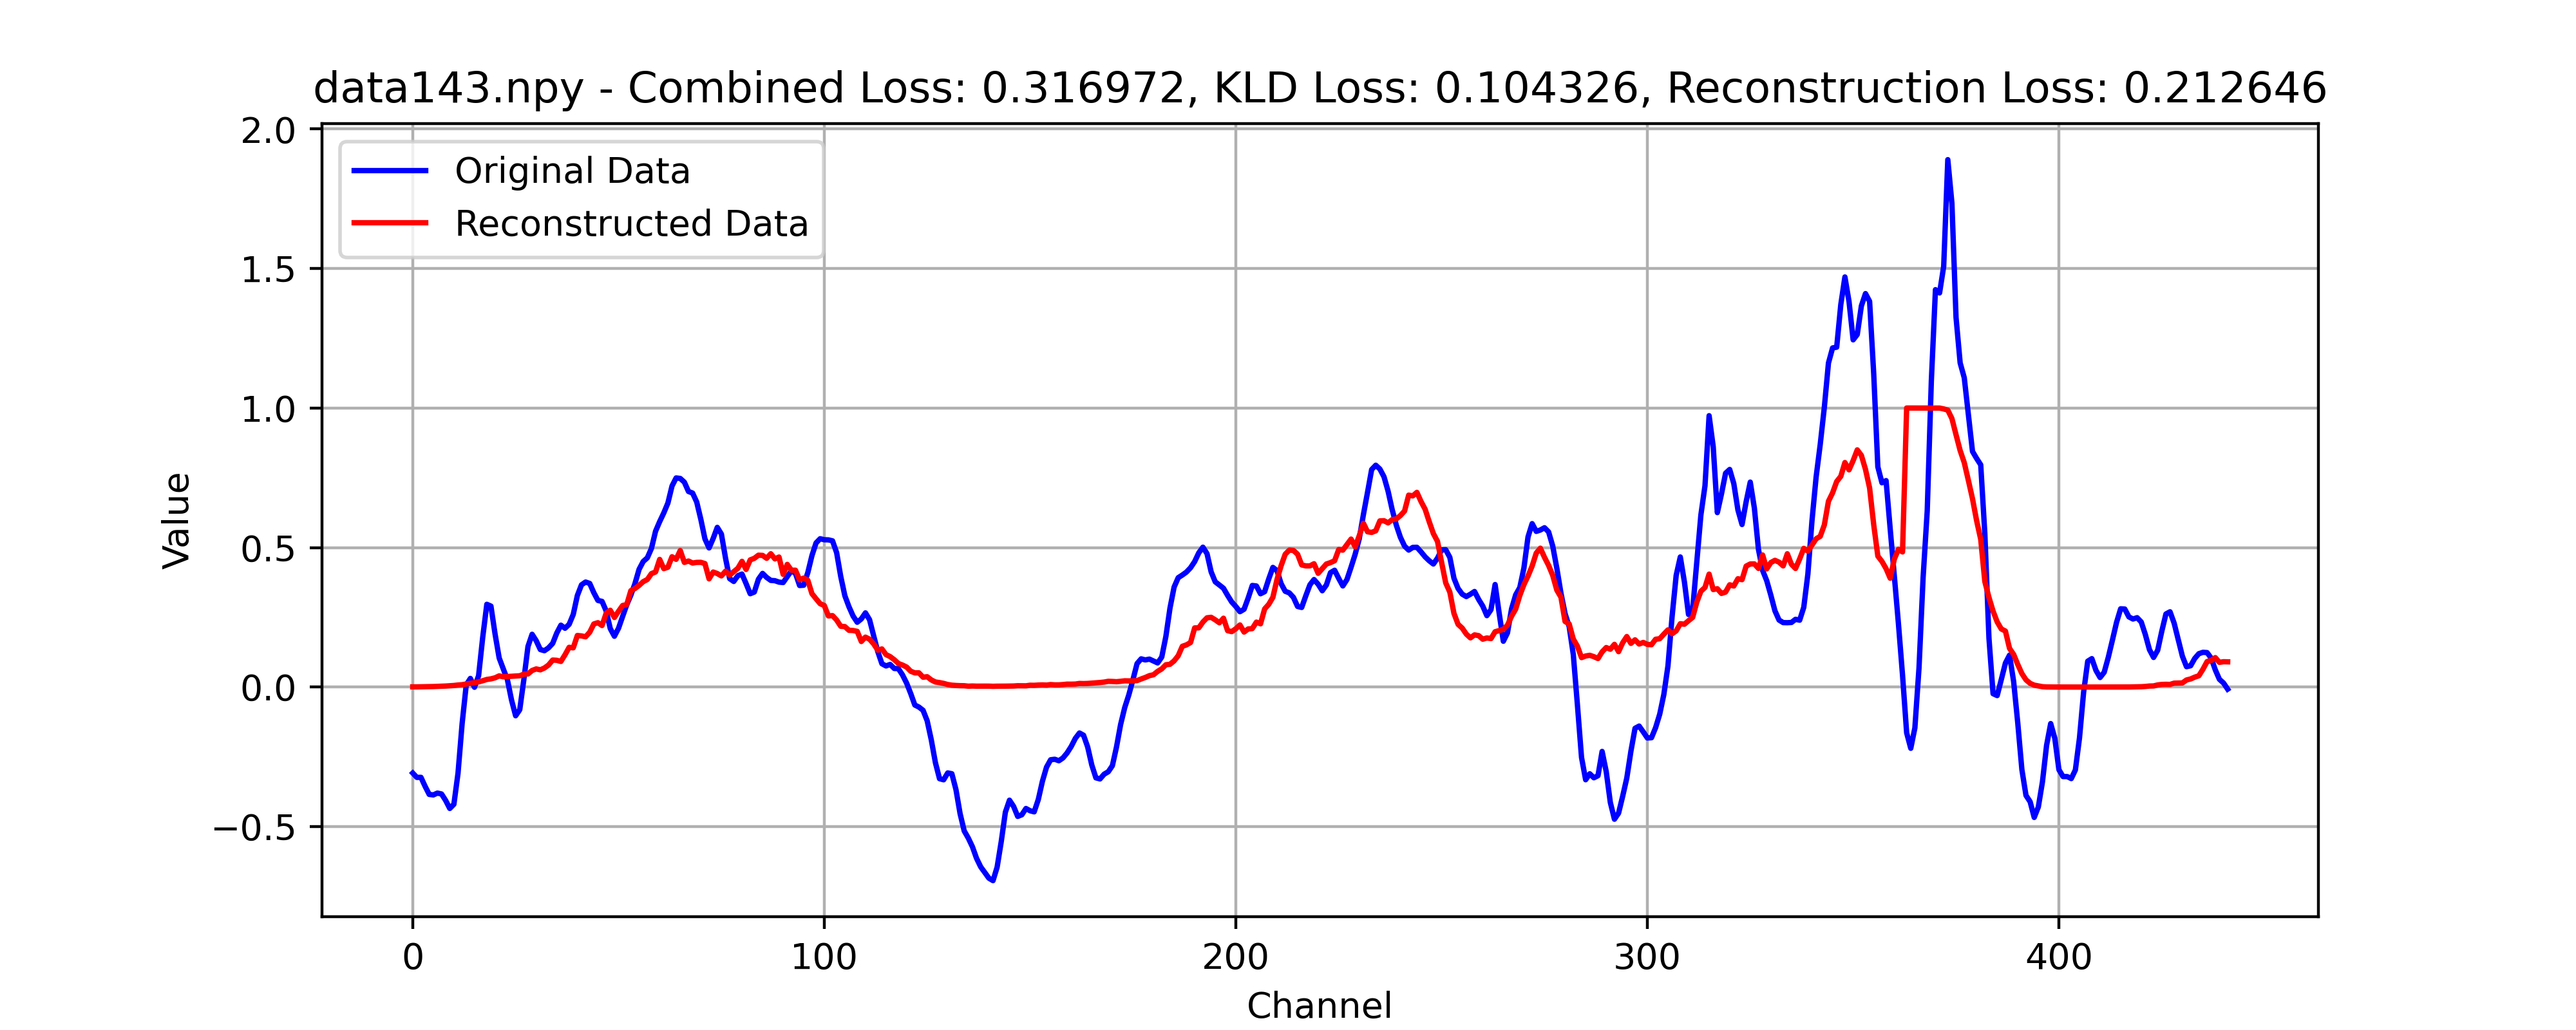 data143.npy - Combined Loss: 0.316972, KLD Loss: 0.104326, Reconstruction Loss: 0.212646
2.0
Original Data
Reconstructed Data
1.5
1.0
0.5
0.0
−0.5
Value
0 100 200 300 400
Channel